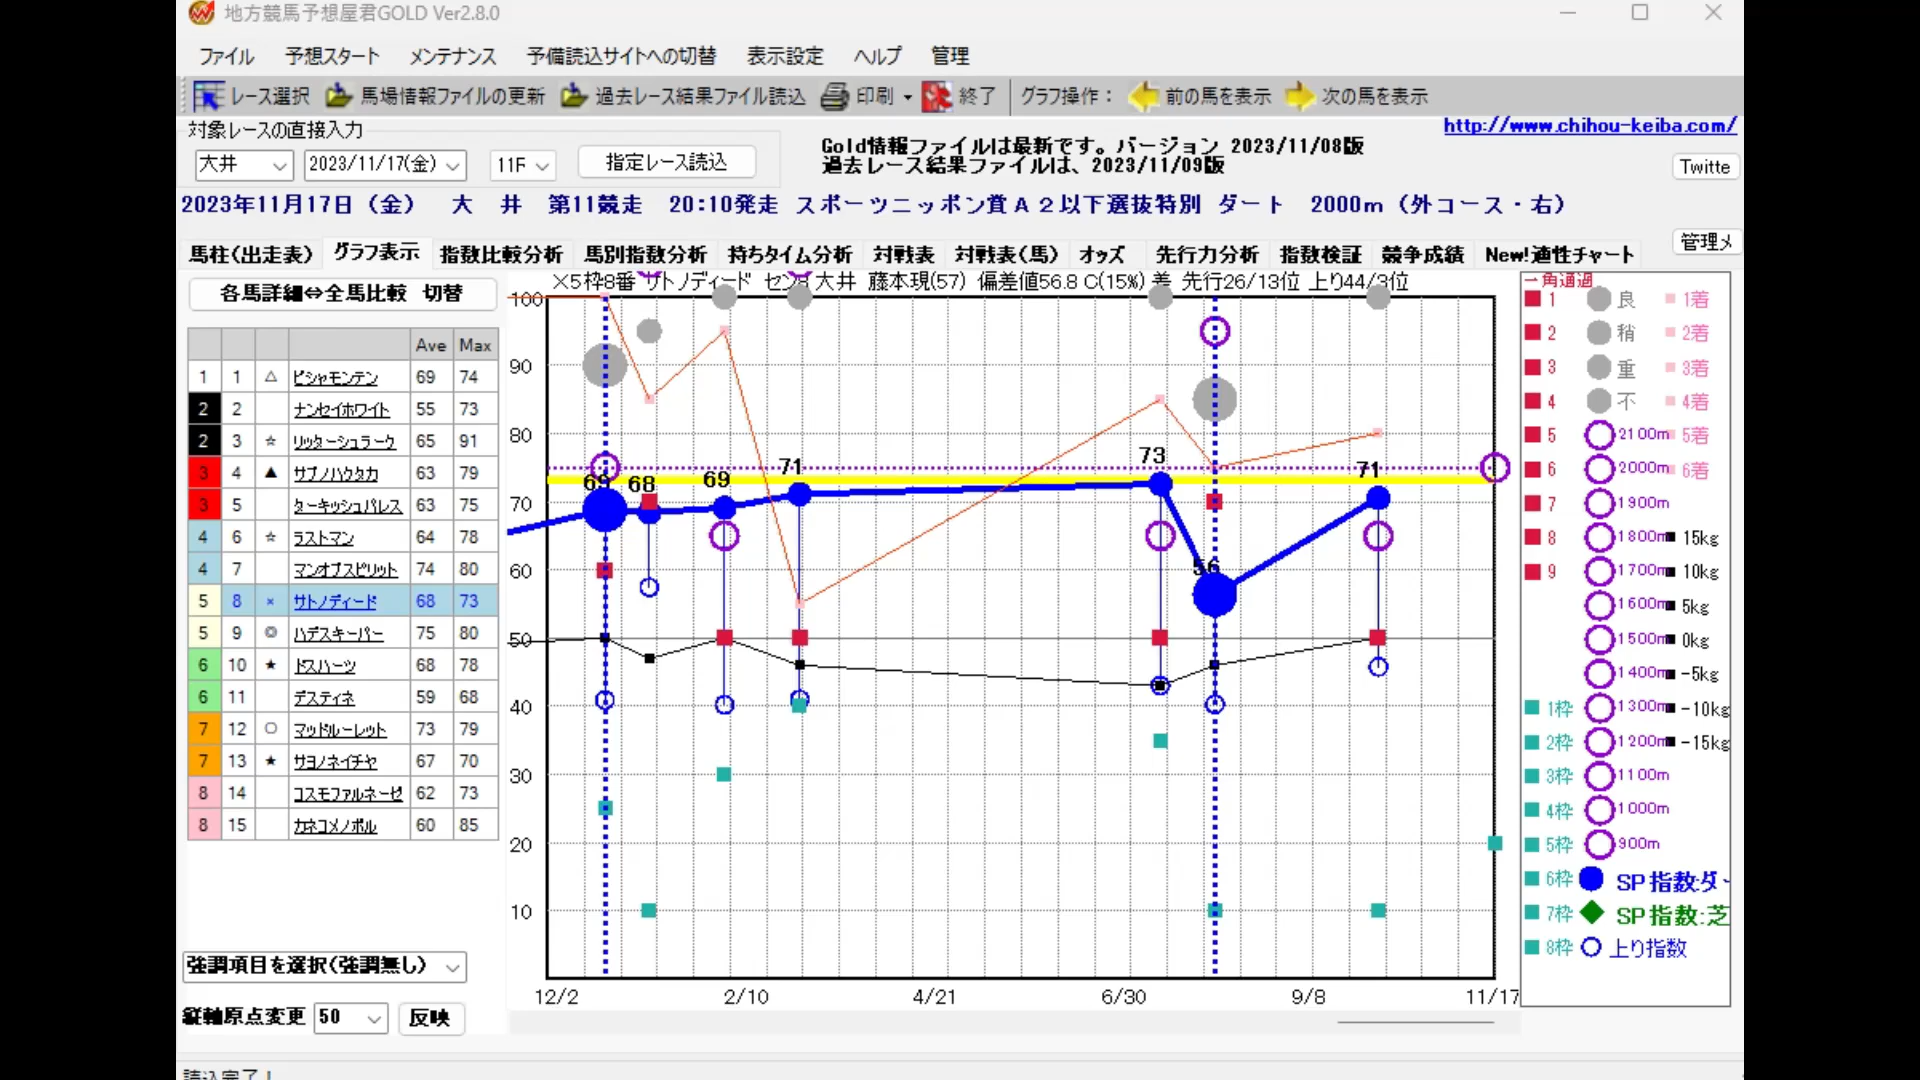 地方競馬予想屋君GOLD Ver2.8.0
ファイル 予想スタート メンテナンス 予備読込サイトへの切替 表示設定 ヘルプ 管理
レース選択 馬場情報ファイルの更新 過去レース結果ファイル読込 印刷 終了 グラフ操作： 前の馬を表示 次の馬を表示
対象レースの直接入力
http://www.chihou-keiba.com/
Gold情報ファイルは最新です。バージョン 2023/11/08版
大井 2023/11/17(金) 11F 指定レース読込
過去レース結果ファイルは、2023/11/09版
Twitte
2023年11月17日（金） 大 井 第11競走 20:10発走 スポーツニッポン賞Ａ２以下選抜特別 ダート 2000m（外コース・右）
管理メ
馬柱(出走表) グラフ表示 指数比較分析 馬別指数分析 持ちタイム分析 対戦表 対戦表(馬) オッズ 先行力分析 指数検証 競争成績 New!適性チャート
各馬詳細⇔全馬比較 切替
×5枠8番 サトノディード セン8 大井 藤本現(57) 偏差値56.8 C(15%) 差 先行26/13位 上り44/3位
Ave Max
1 1 △ ビシャモンテン 69 74
2 2 ナンセイホワイト 55 73
2 3 ☆ リッターシュラーク 65 91
3 4 ▲ サブノハクタカ 63 79
3 5 ターキッシュパレス 63 75
4 6 ☆ ラストマン 64 78
4 7 マンオブスピリット 74 80
5 8 × サトノディード 68 73
5 9 ◎ ハデスキーパー 75 80
6 10 ★ ドスハーツ 68 78
6 11 デスティネ 59 68
7 12 ○ マッドルーレット 73 79
7 13 ★ サヨノネイチヤ 67 70
8 14 コスモファルネーゼ 62 73
8 15 カネコメノボル 60 85
強調項目を選択(強調無し)
縦軸原点変更 50 反映
100
90
80
70
60
50
40
30
20
10
69 68 69 71 73 56 71
12/2 2/10 4/21 6/30 9/8 11/17
一角通過
1 良 1着
2 稍 2着
3 重 3着
4 不 4着
5 2100m 5着
6 2000m 6着
7 1900m
8 1800m 15kg
9 1700m 10kg
1600m 5kg
1500m 0kg
1400m -5kg
1枠 1300m -10kg
2枠 1200m -15kg
3枠 1100m
4枠 1000m
5枠 900m
6枠 SP指数:ダ
7枠 SP指数:芝
8枠 上り指数
読込完了！